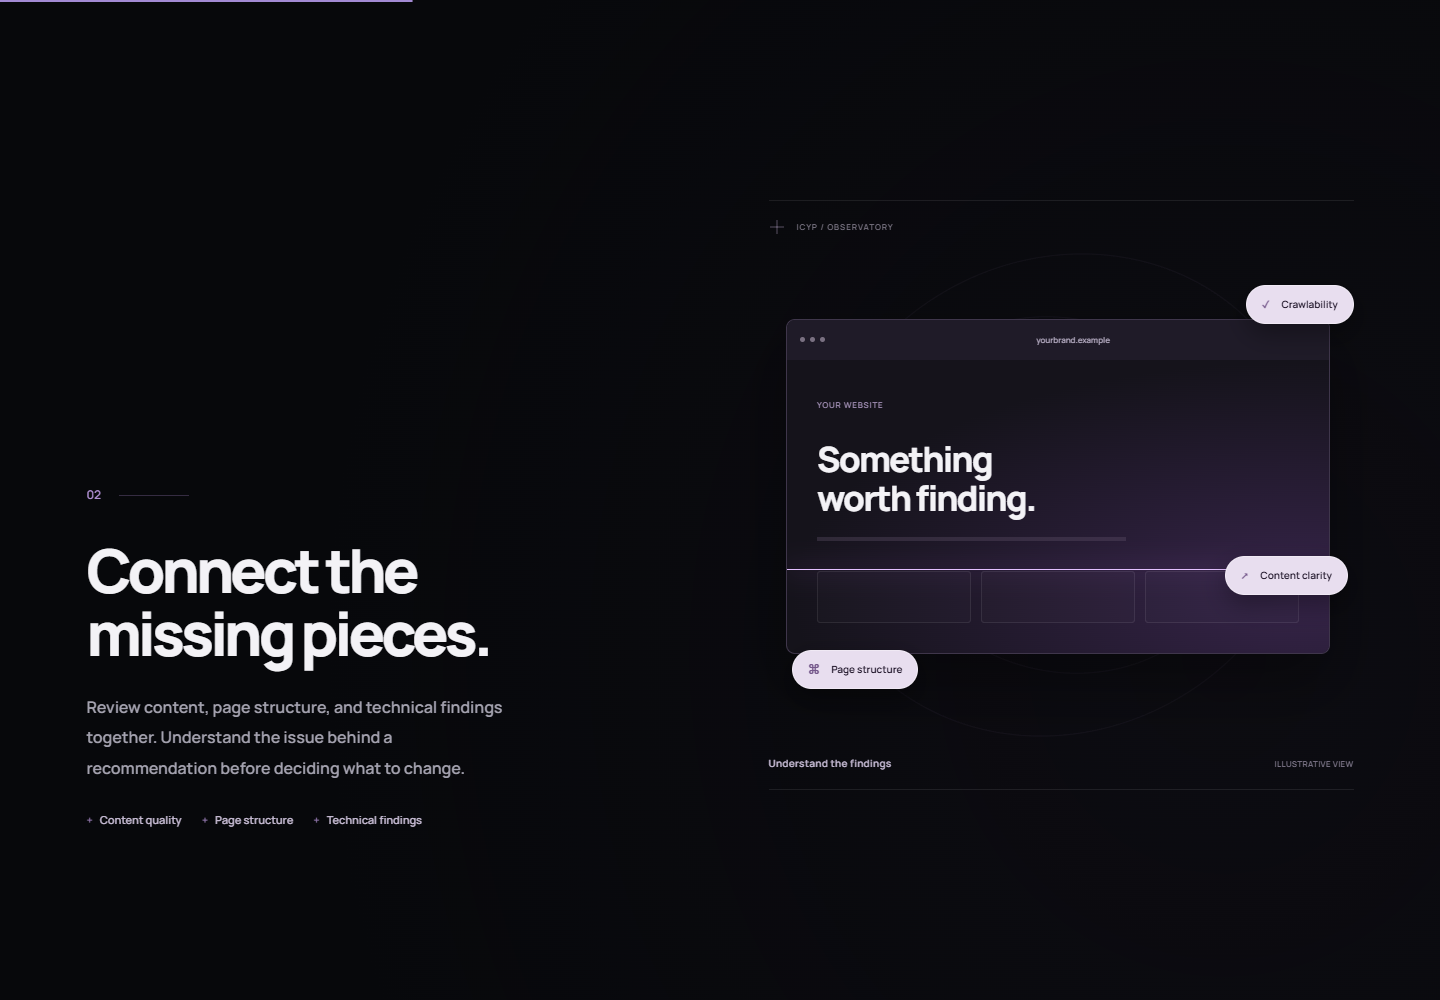 02
Connect the
missing pieces.
Review content, page structure, and technical findings
together. Understand the issue behind a
recommendation before deciding what to change.
+ Content quality + Page structure + Technical findings
ICYP / OBSERVATORY
✓ Crawlability
yourbrand.example
YOUR WEBSITE
Something
worth finding.
↗ Content clarity
⌘ Page structure
Understand the findings
ILLUSTRATIVE VIEW